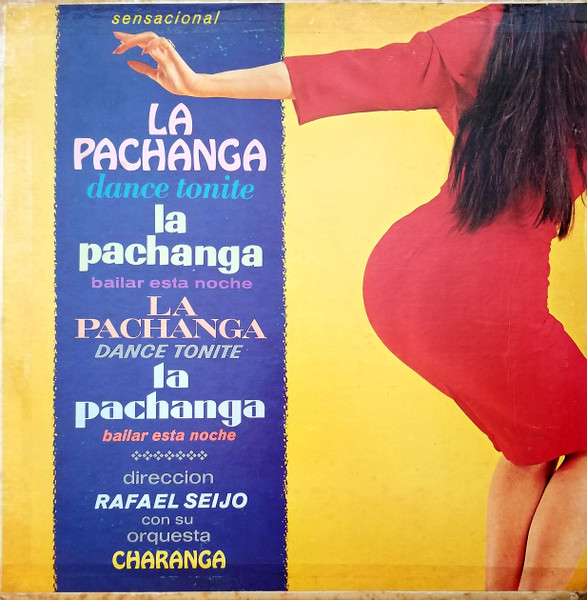 sensacional
LA
PACHANGA
dance tonite
la
pachanga
bailar esta noche
LA
PACHANGA
DANCE TONITE
la
pachanga
bailar esta noche
direccion
RAFAEL SEIJO
con su
orquesta
CHARANGA